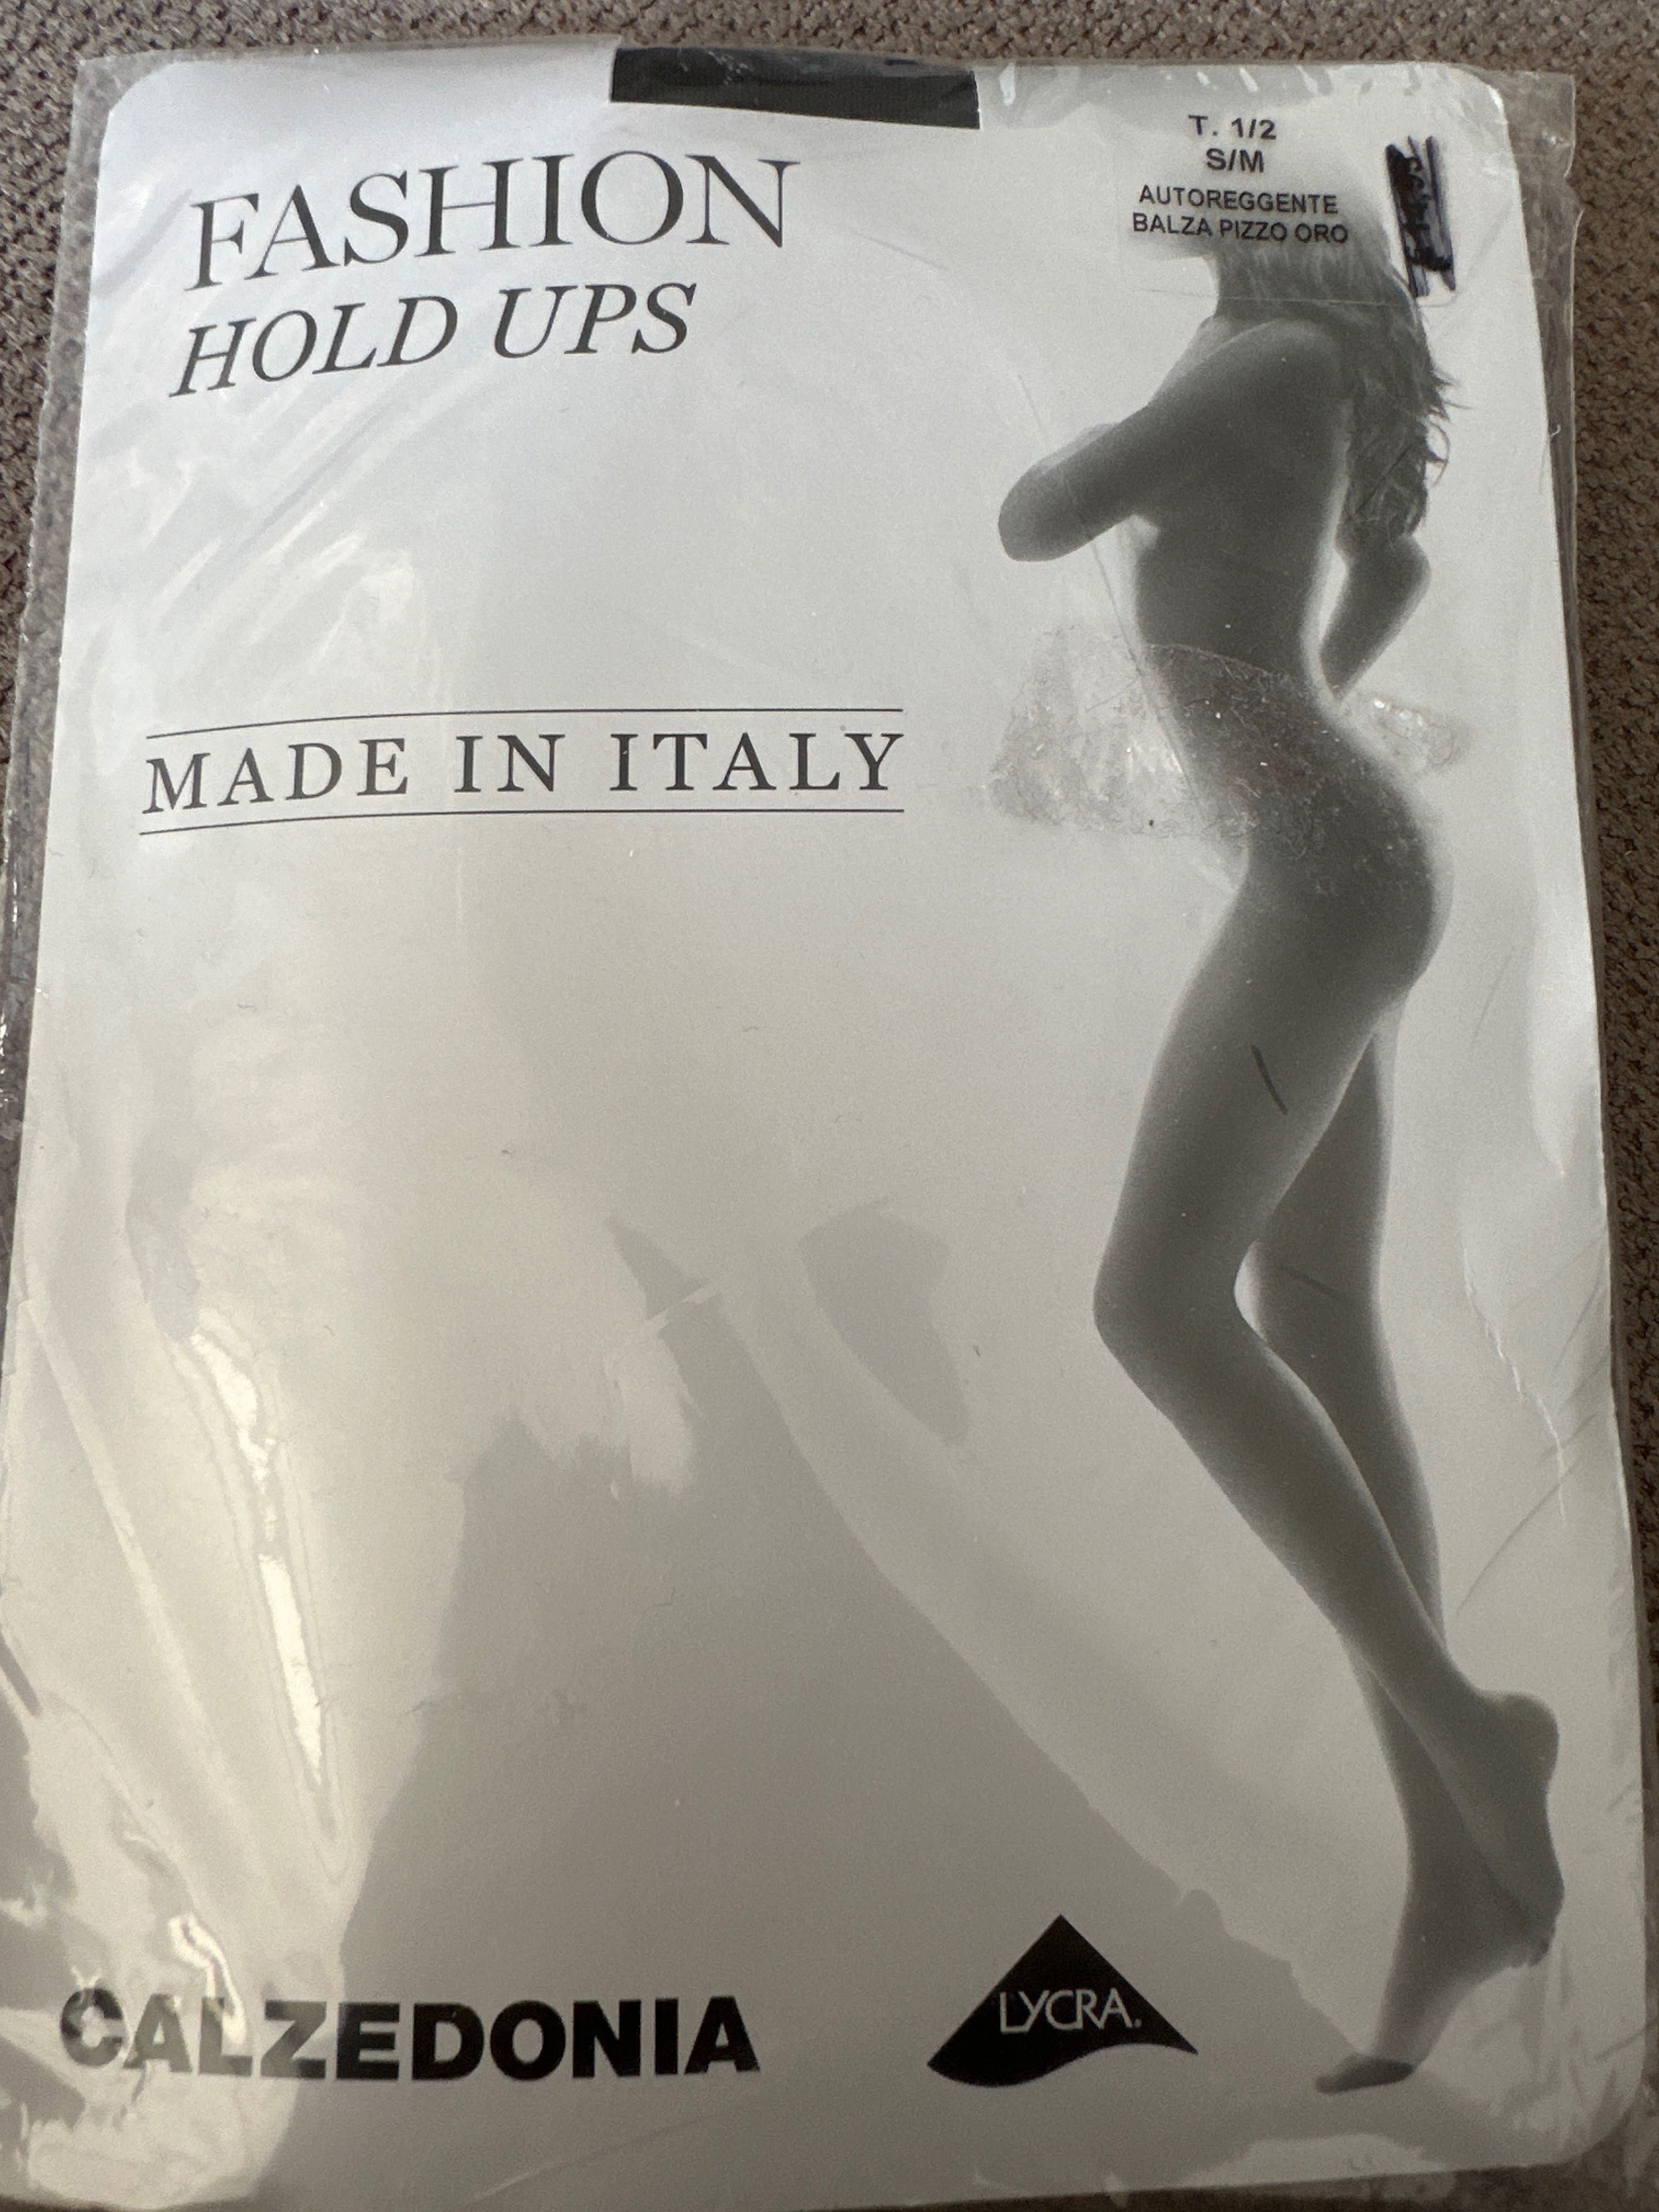 FASHION
HOLD UPS
T. 1/2
S/M
AUTOREGGENTE
BALZA PIZZO ORO
MADE IN ITALY
CALZEDONIA
LYCRA.